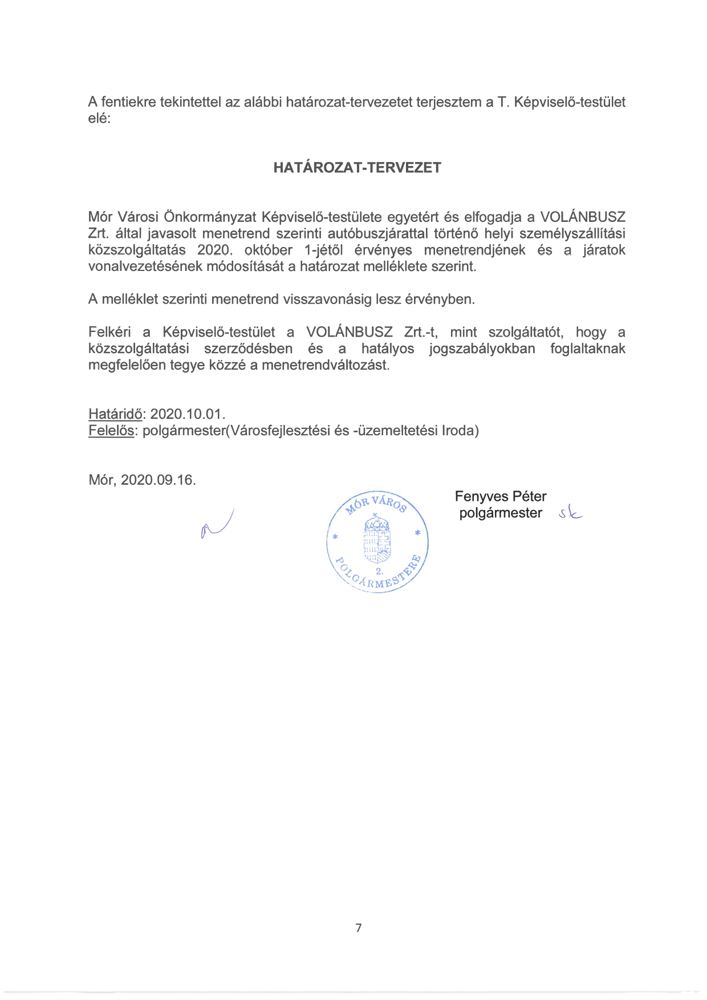 A fentiekre tekintettel az alábbi határozat-tervezetet terjesztem a T. Képviselő-testület
elé:
HATÁROZAT-TERVEZET
Mór Városi Önkormányzat Képviselő-testülete egyetért és elfogadja a VOLÁNBUSZ
Zrt. által javasolt menetrend szerinti autóbuszjárattal történő helyi személyszállítási
közszolgáltatás 2020. október 1-jétől érvényes menetrendjének és a járatok
vonalvezetésének módosítását a határozat melléklete szerint.
A melléklet szerinti menetrend visszavonásig lesz érvényben.
Felkéri a Képviselő-testület a VOLÁNBUSZ Zrt.-t, mint szolgáltatót, hogy a
közszolgáltatási szerződésben és a hatályos jogszabályokban foglaltaknak
megfelelően tegye közzé a menetrendváltozást.
Határidő: 2020.10.01.
Felelős: polgármester(Városfejlesztési és -üzemeltetési Iroda)
Mór, 2020.09.16.
Fenyves Péter
polgármester sk
MÓR VÁROS
* *
2.
POLGÁRMESTERE
7